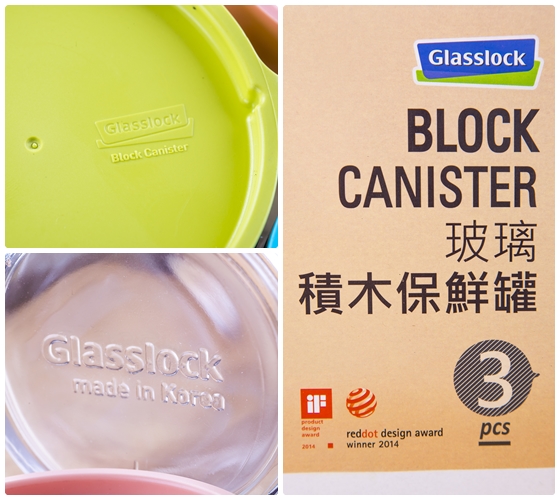 Glasslock
Block Canister
Glasslock
made in Korea
Glasslock
BLOCK
CANISTER
玻璃
積木保鮮罐
3
pcs
iF
product
design
award
2014
reddot design award
winner 2014